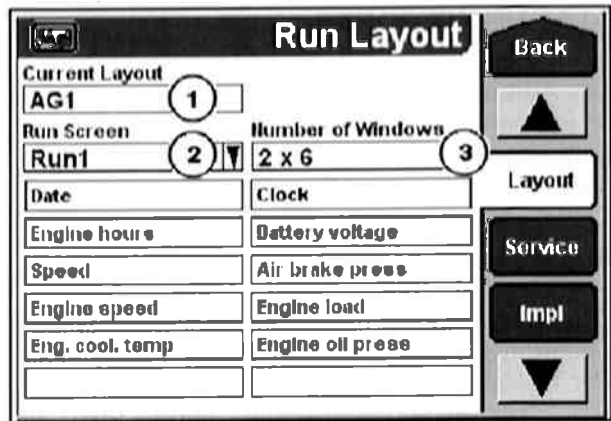 Run Layout
Back
Current Layout
AG1
1
Run Screen
Number of Windows
Run1
2
2 x 6
3
Layout
Date
Clock
Engine hours
Battery voltage
Service
Speed
Air brake press
Engine speed
Engine load
Impl
Eng. cool. temp
Engine oil press